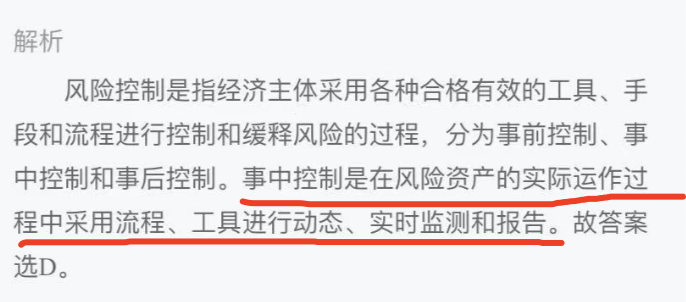 解析
风险控制是指经济主体采用各种合格有效的工具、手
段和流程进行控制和缓释风险的过程，分为事前控制、事
中控制和事后控制。事中控制是在风险资产的实际运作过
程中采用流程、工具进行动态、实时监测和报告。故答案
选D。